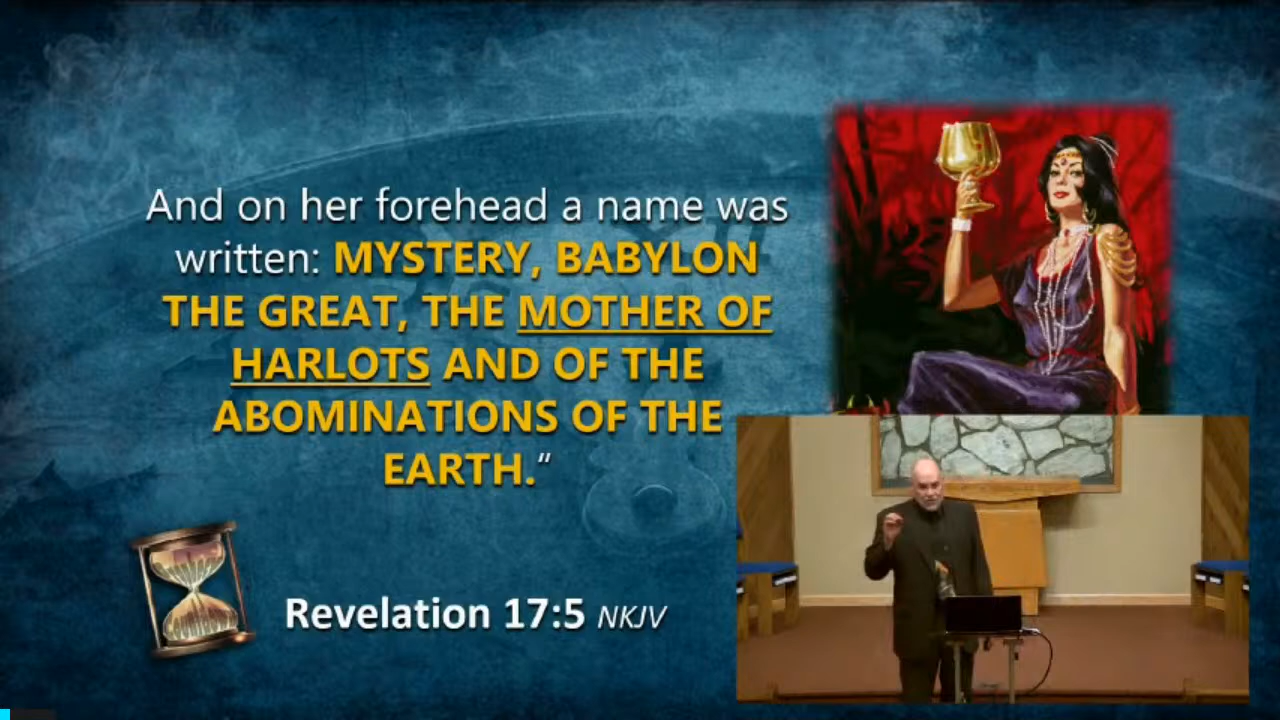 And on her forehead a name was
written: MYSTERY, BABYLON
THE GREAT, THE MOTHER OF
HARLOTS AND OF THE
ABOMINATIONS OF THE
EARTH.“
Revelation 17:5 NKJV